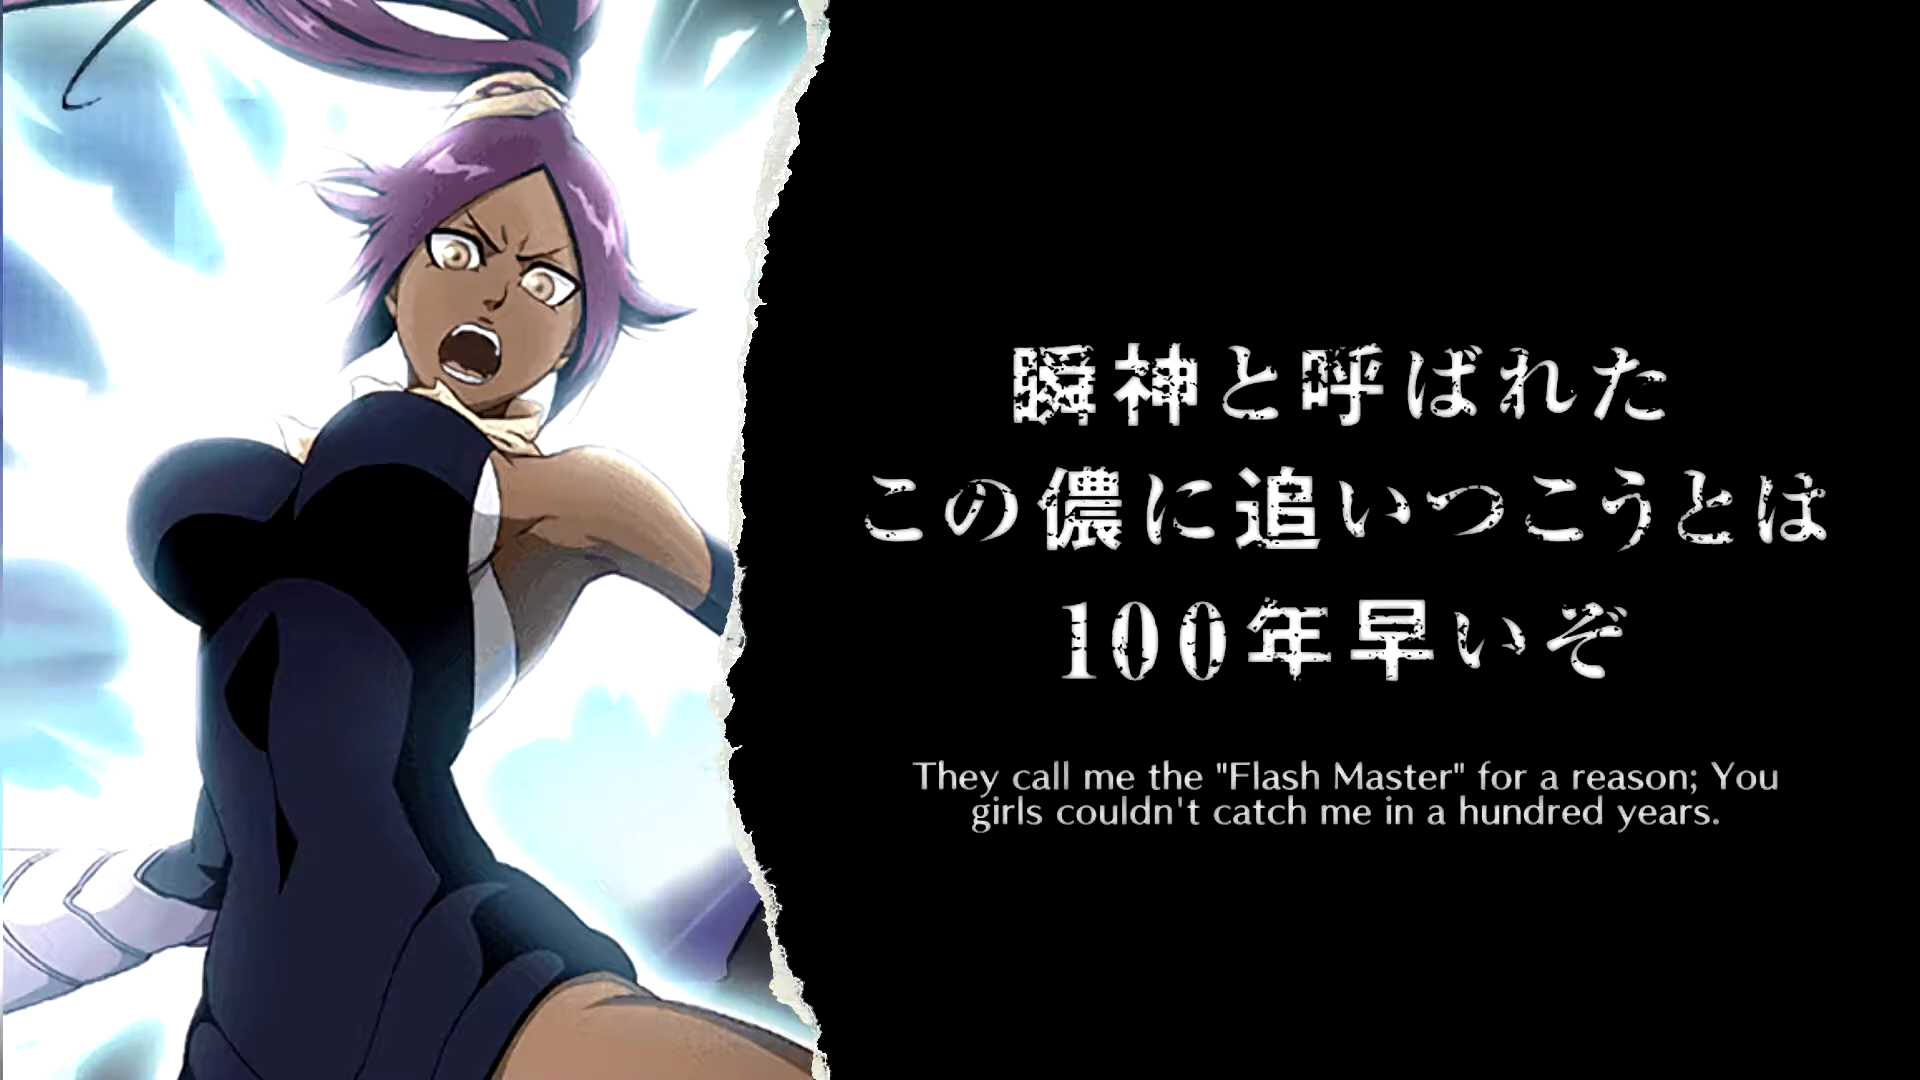 瞬神と呼ばれた
この儂に追いつこうとは
100年早いぞ
They call me the "Flash Master" for a reason; You
girls couldn't catch me in a hundred years.